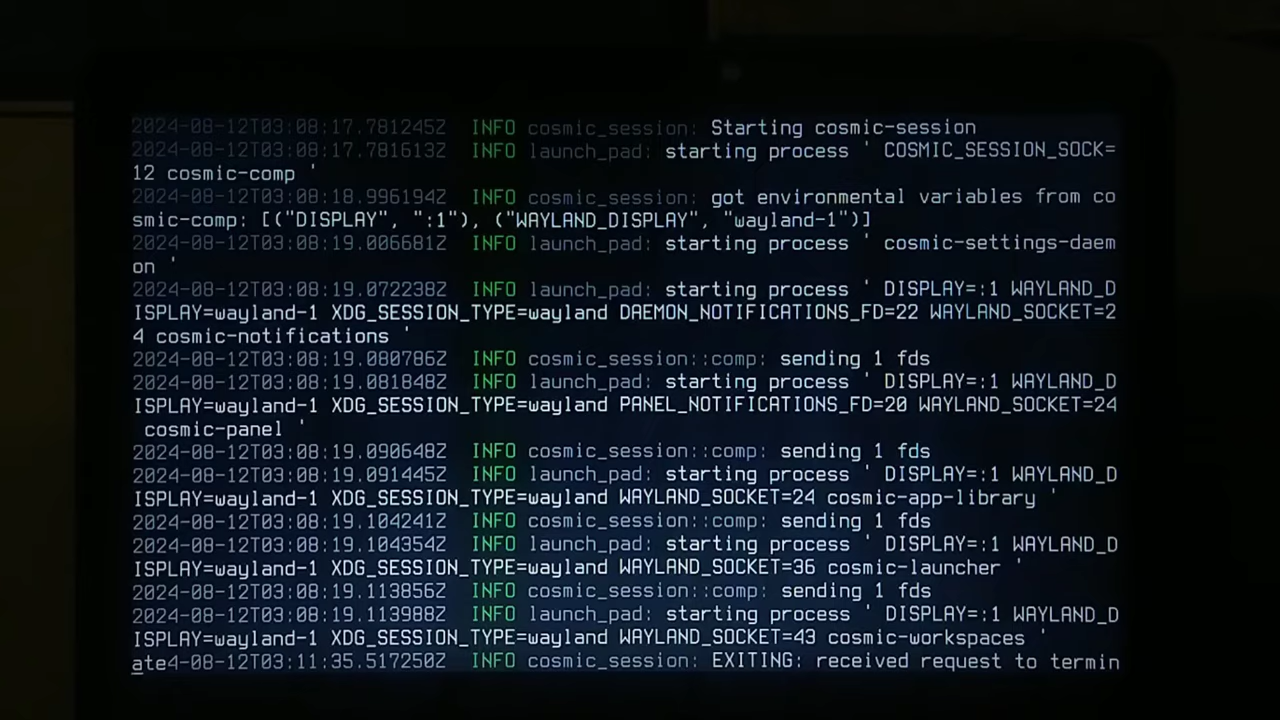 2024-08-12T03:08:17.781245Z  INFO cosmic_session: Starting cosmic-session
2024-08-12T03:08:17.781613Z  INFO launch_pad: starting process ' COSMIC_SESSION_SOCK=
12 cosmic-comp '
2024-08-12T03:08:18.996194Z  INFO cosmic_session: got environmental variables from co
smic-comp: [("DISPLAY", ":1"), ("WAYLAND_DISPLAY", "wayland-1")]
2024-08-12T03:08:19.006681Z  INFO launch_pad: starting process ' cosmic-settings-daem
on '
2024-08-12T03:08:19.072238Z  INFO launch_pad: starting process ' DISPLAY=:1 WAYLAND_D
ISPLAY=wayland-1 XDG_SESSION_TYPE=wayland DAEMON_NOTIFICATIONS_FD=22 WAYLAND_SOCKET=2
4 cosmic-notifications '
2024-08-12T03:08:19.080786Z  INFO cosmic_session::comp: sending 1 fds
2024-08-12T03:08:19.081848Z  INFO launch_pad: starting process ' DISPLAY=:1 WAYLAND_D
ISPLAY=wayland-1 XDG_SESSION_TYPE=wayland PANEL_NOTIFICATIONS_FD=20 WAYLAND_SOCKET=24
 cosmic-panel '
2024-08-12T03:08:19.090648Z  INFO cosmic_session::comp: sending 1 fds
2024-08-12T03:08:19.091445Z  INFO launch_pad: starting process ' DISPLAY=:1 WAYLAND_D
ISPLAY=wayland-1 XDG_SESSION_TYPE=wayland WAYLAND_SOCKET=24 cosmic-app-library '
2024-08-12T03:08:19.104241Z  INFO cosmic_session::comp: sending 1 fds
2024-08-12T03:08:19.104354Z  INFO launch_pad: starting process ' DISPLAY=:1 WAYLAND_D
ISPLAY=wayland-1 XDG_SESSION_TYPE=wayland WAYLAND_SOCKET=36 cosmic-launcher '
2024-08-12T03:08:19.113856Z  INFO cosmic_session::comp: sending 1 fds
2024-08-12T03:08:19.113988Z  INFO launch_pad: starting process ' DISPLAY=:1 WAYLAND_D
ISPLAY=wayland-1 XDG_SESSION_TYPE=wayland WAYLAND_SOCKET=43 cosmic-workspaces '
ate4-08-12T03:11:35.517250Z  INFO cosmic_session: EXITING: received request to termin